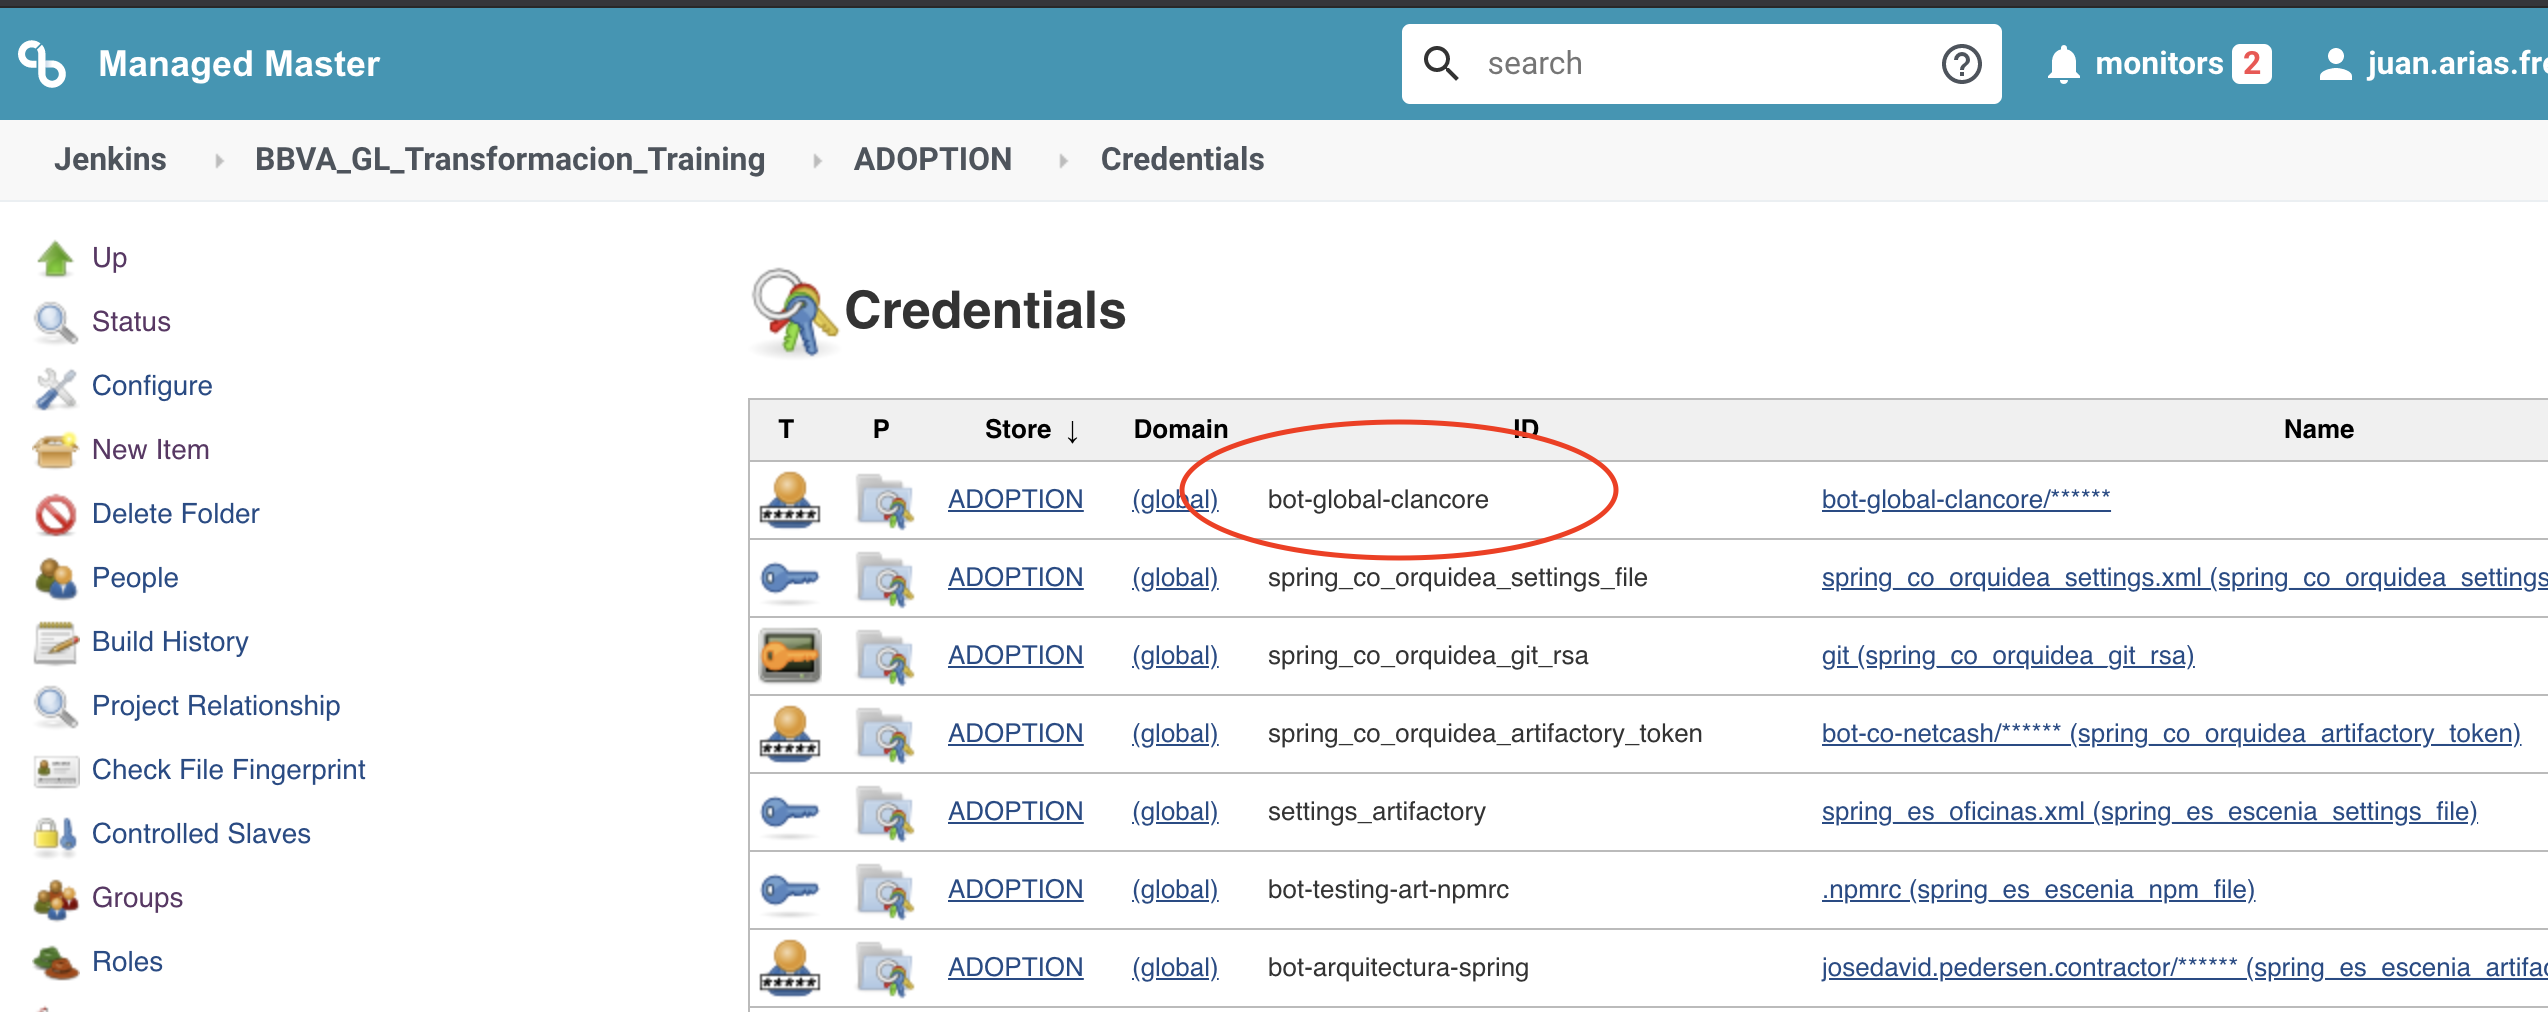 Managed Master
search
monitors 2
juan.arias.fr
Jenkins BBVA_GL_Transformacion_Training ADOPTION Credentials
Up
Status
Configure
New Item
Delete Folder
People
Build History
Project Relationship
Check File Fingerprint
Controlled Slaves
Groups
Roles
Credentials
T P Store ↓ Domain ID Name
ADOPTION (global) bot-global-clancore bot-global-clancore/******
ADOPTION (global) spring_co_orquidea_settings_file spring_co_orquidea_settings.xml (spring_co_orquidea_settings
ADOPTION (global) spring_co_orquidea_git_rsa git (spring_co_orquidea_git_rsa)
ADOPTION (global) spring_co_orquidea_artifactory_token bot-co-netcash/****** (spring_co_orquidea_artifactory_token)
ADOPTION (global) settings_artifactory spring_es_oficinas.xml (spring_es_escenia_settings_file)
ADOPTION (global) bot-testing-art-npmrc .npmrc (spring_es_escenia_npm_file)
ADOPTION (global) bot-arquitectura-spring josedavid.pedersen.contractor/****** (spring_es_escenia_artifac